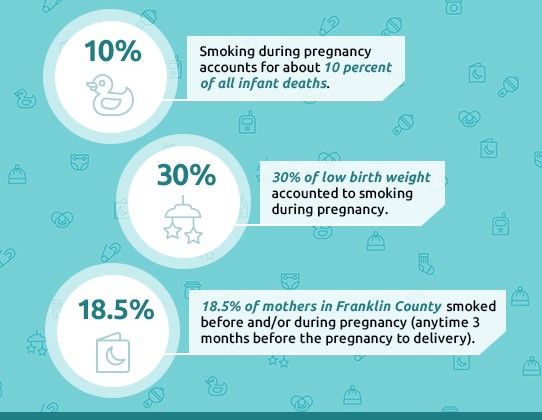 10%
Smoking during pregnancy
accounts for about 10 percent
of all infant deaths.
30%
30% of low birth weight
accounted to smoking
during pregnancy.
18.5%
18.5% of mothers in Franklin County smoked
before and/or during pregnancy (anytime 3
months before the pregnancy to delivery).